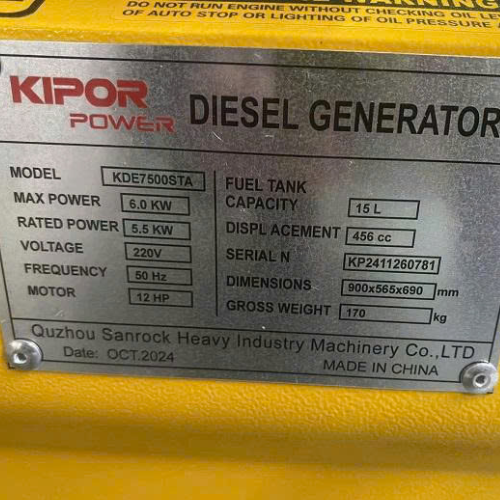 DO NOT RUN ENGINE WITHOUT CHECKING OIL
OF AUTO STOP OR LIGHTING OF OIL PRESSURE
KIPOR
POWER
DIESEL GENERATOR
MODEL KDE7500STA
MAX POWER 6.0 KW
RATED POWER 5.5 KW
VOLTAGE 220V
FREQUENCY 50 Hz
MOTOR 12 HP
FUEL TANK
CAPACITY 15 L
DISPL ACEMENT 456 cc
SERIAL N KP2411260781
DIMENSIONS 900x565x690 mm
GROSS WEIGHT 170 kg
Quzhou Sanrock Heavy Industry Machinery Co.,LTD
Date: OCT.2024
MADE IN CHINA